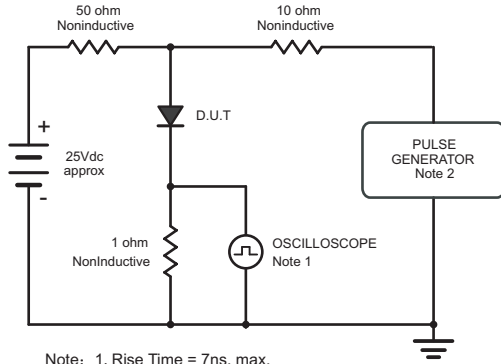 50 ohm
Noninductive
10 ohm
Noninductive
D.U.T
+
25Vdc
approx
-
PULSE
GENERATOR
Note 2
1 ohm
NonInductive
OSCILLOSCOPE
Note 1
Note: 1. Rise Time = 7ns, max.